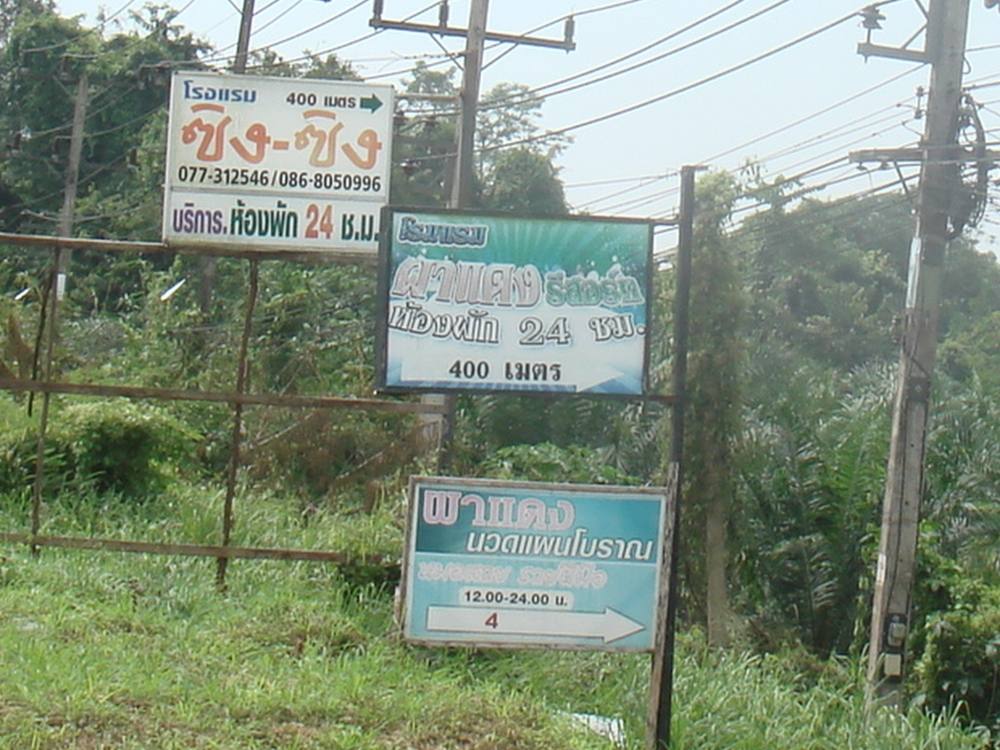 โรงแรม 400 เมตร
ซิง-ซิง
077-312546/086-8050996
บริการ.ห้องพัก 24 ช.ม.
โรงแรม
ผาแดง รีสอร์ท
ห้องพัก 24 ชม.
400 เมตร
ผาแดง
นวดแผนโบราณ
12.00-24.00 น.
4